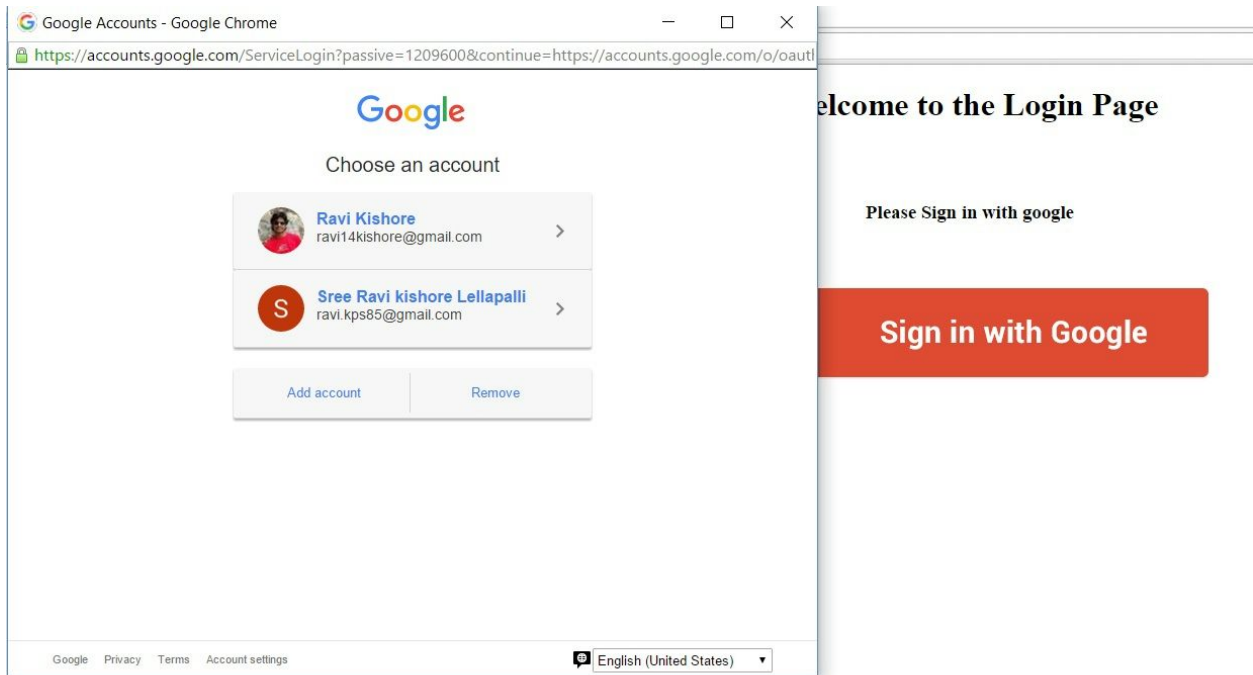 Google Accounts - Google Chrome
https://accounts.google.com/ServiceLogin?passive=1209600&continue=https://accounts.google.com/o/oautl
Google
Choose an account
Ravi Kishore
ravi14kishore@gmail.com
S
Sree Ravi kishore Lellapalli
ravi.kps85@gmail.com
Add account
Remove
Google Privacy Terms Account settings
English (United States)
elcome to the Login Page
Please Sign in with google
Sign in with Google